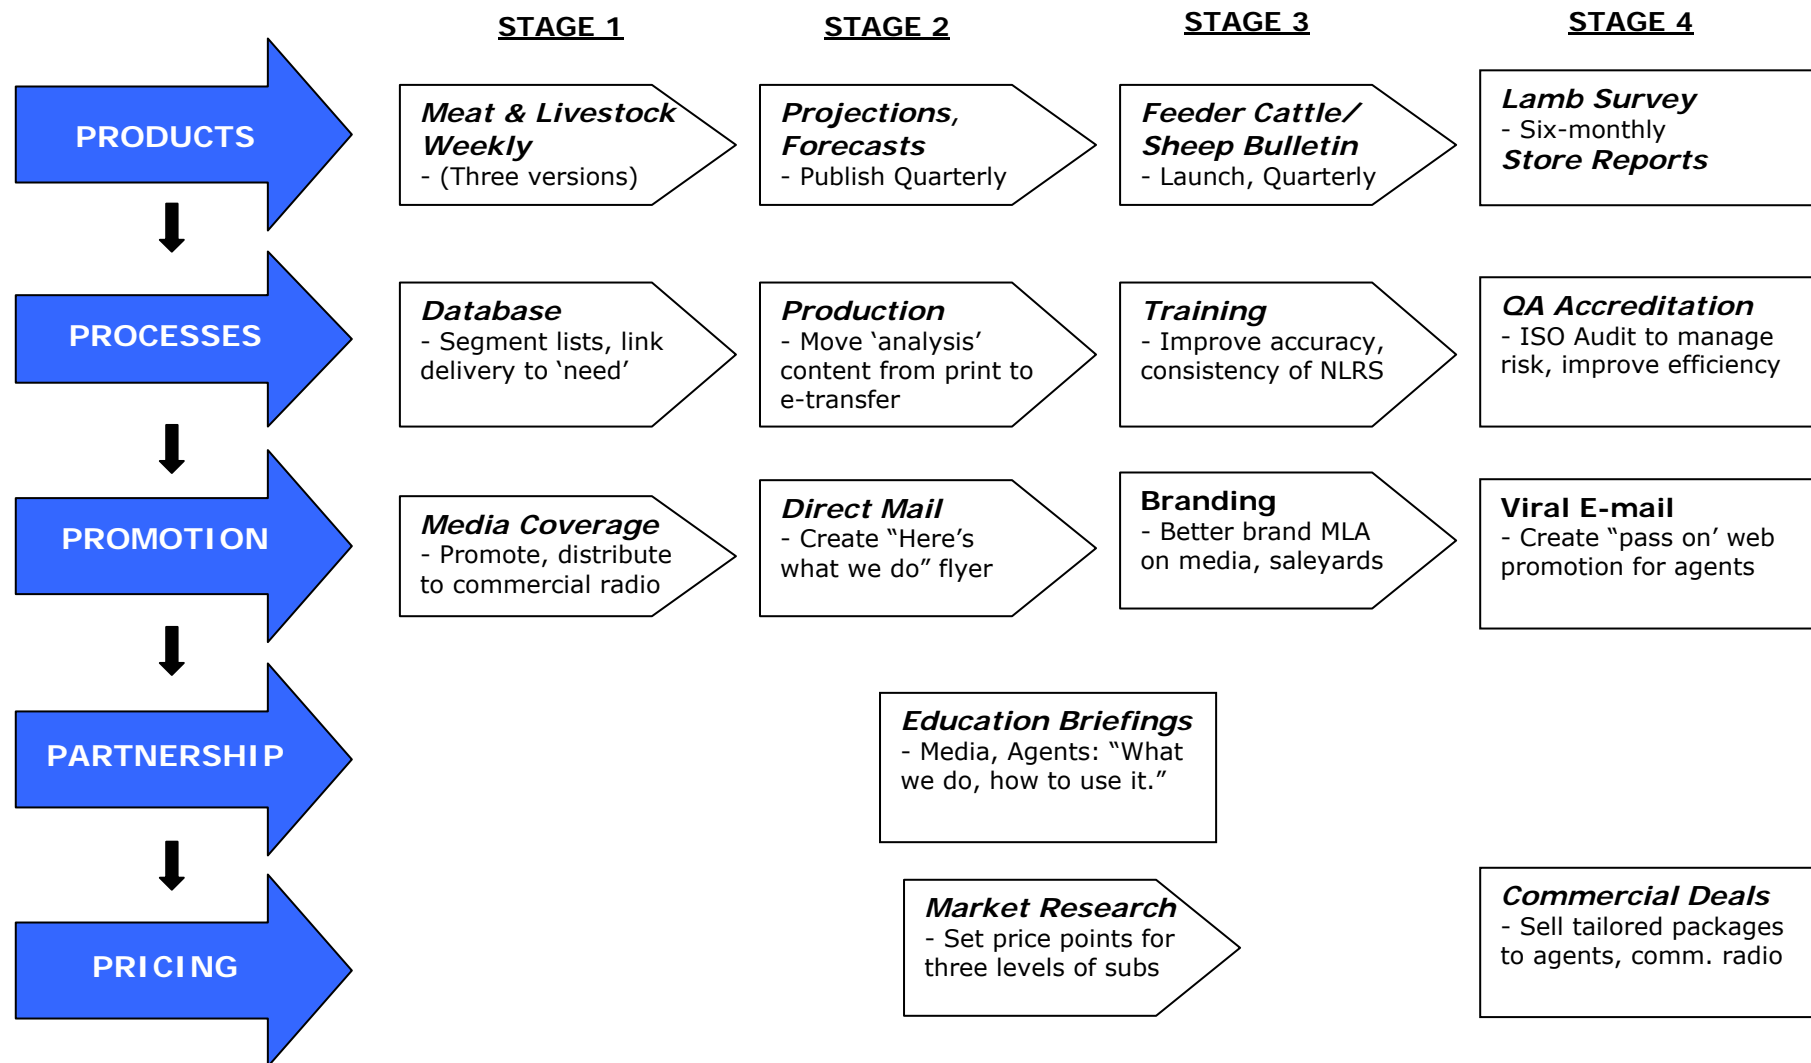 STAGE 1
STAGE 2
STAGE 3
STAGE 4
PRODUCTS
Meat & Livestock
Weekly
- (Three versions)
Projections,
Forecasts
- Publish Quarterly
Feeder Cattle/
Sheep Bulletin
- Launch, Quarterly
Lamb Survey
- Six-monthly
Store Reports
PROCESSES
Database
- Segment lists, link
delivery to ‘need’
Production
- Move ‘analysis’
content from print to
e-transfer
Training
- Improve accuracy,
consistency of NLRS
QA Accreditation
- ISO Audit to manage
risk, improve efficiency
PROMOTION
Media Coverage
- Promote, distribute
to commercial radio
Direct Mail
- Create “Here’s
what we do” flyer
Branding
- Better brand MLA
on media, saleyards
Viral E-mail
- Create “pass on’ web
promotion for agents
PARTNERSHIP
Education Briefings
- Media, Agents: “What
we do, how to use it.”
PRICING
Market Research
- Set price points for
three levels of subs
Commercial Deals
- Sell tailored packages
to agents, comm. radio